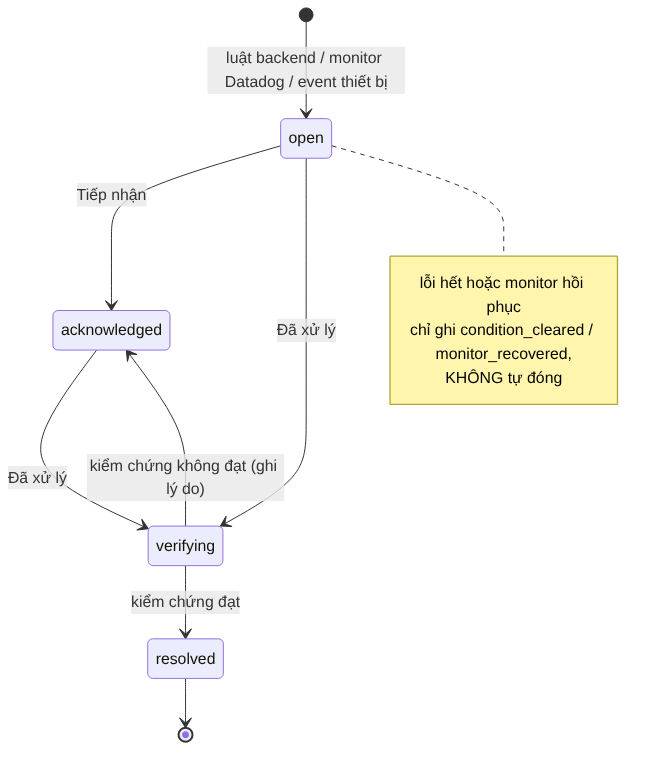 luật backend / monitor
Datadog / event thiết bị
open
Tiếp nhận
lỗi hết hoặc monitor hồi
phục
chỉ ghi condition_cleared /
monitor_recovered,
KHÔNG tự đóng
acknowledged
Đã xử lý
kiểm chứng không đạt (ghi
lý do)
Đã xử lý
verifying
kiểm chứng đạt
resolved